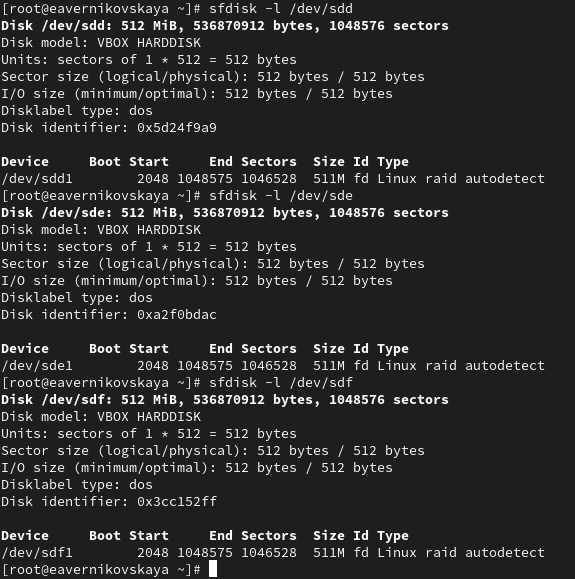 [root@eavernikovskaya ~]# sfdisk -l /dev/sdd
Disk /dev/sdd: 512 MiB, 536870912 bytes, 1048576 sectors
Disk model: VBOX HARDDISK
Units: sectors of 1 * 512 = 512 bytes
Sector size (logical/physical): 512 bytes / 512 bytes
I/O size (minimum/optimal): 512 bytes / 512 bytes
Disklabel type: dos
Disk identifier: 0x5d24f9a9
Device     Boot Start     End Sectors  Size Id Type
/dev/sdd1        2048 1048575 1046528  511M fd Linux raid autodetect
[root@eavernikovskaya ~]# sfdisk -l /dev/sde
Disk /dev/sde: 512 MiB, 536870912 bytes, 1048576 sectors
Disk model: VBOX HARDDISK
Units: sectors of 1 * 512 = 512 bytes
Sector size (logical/physical): 512 bytes / 512 bytes
I/O size (minimum/optimal): 512 bytes / 512 bytes
Disklabel type: dos
Disk identifier: 0xa2f0bdac
Device     Boot Start     End Sectors  Size Id Type
/dev/sde1        2048 1048575 1046528  511M fd Linux raid autodetect
[root@eavernikovskaya ~]# sfdisk -l /dev/sdf
Disk /dev/sdf: 512 MiB, 536870912 bytes, 1048576 sectors
Disk model: VBOX HARDDISK
Units: sectors of 1 * 512 = 512 bytes
Sector size (logical/physical): 512 bytes / 512 bytes
I/O size (minimum/optimal): 512 bytes / 512 bytes
Disklabel type: dos
Disk identifier: 0x3cc152ff
Device     Boot Start     End Sectors  Size Id Type
/dev/sdf1        2048 1048575 1046528  511M fd Linux raid autodetect
[root@eavernikovskaya ~]#